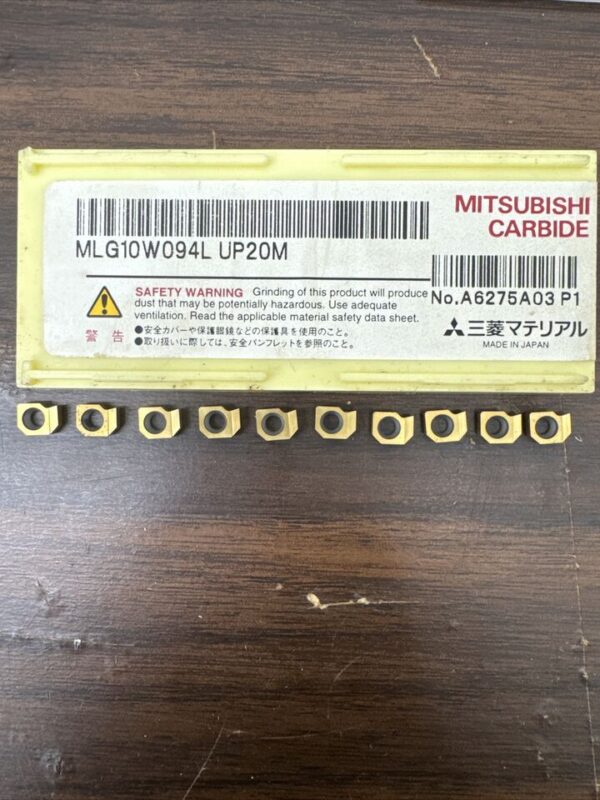 MITSUBISHI
CARBIDE
MLG10W094L UP20M
SAFETY WARNING Grinding of this product will produce
dust that may be potentially hazardous. Use adequate
ventilation. Read the applicable material safety data sheet.
警告
●安全カバーや保護眼鏡などの保護具を使用のこと。
●取り扱いに際しては、安全パンフレットを参照のこと。
No.A6275A03 P1
三菱マテリアル
MADE IN JAPAN